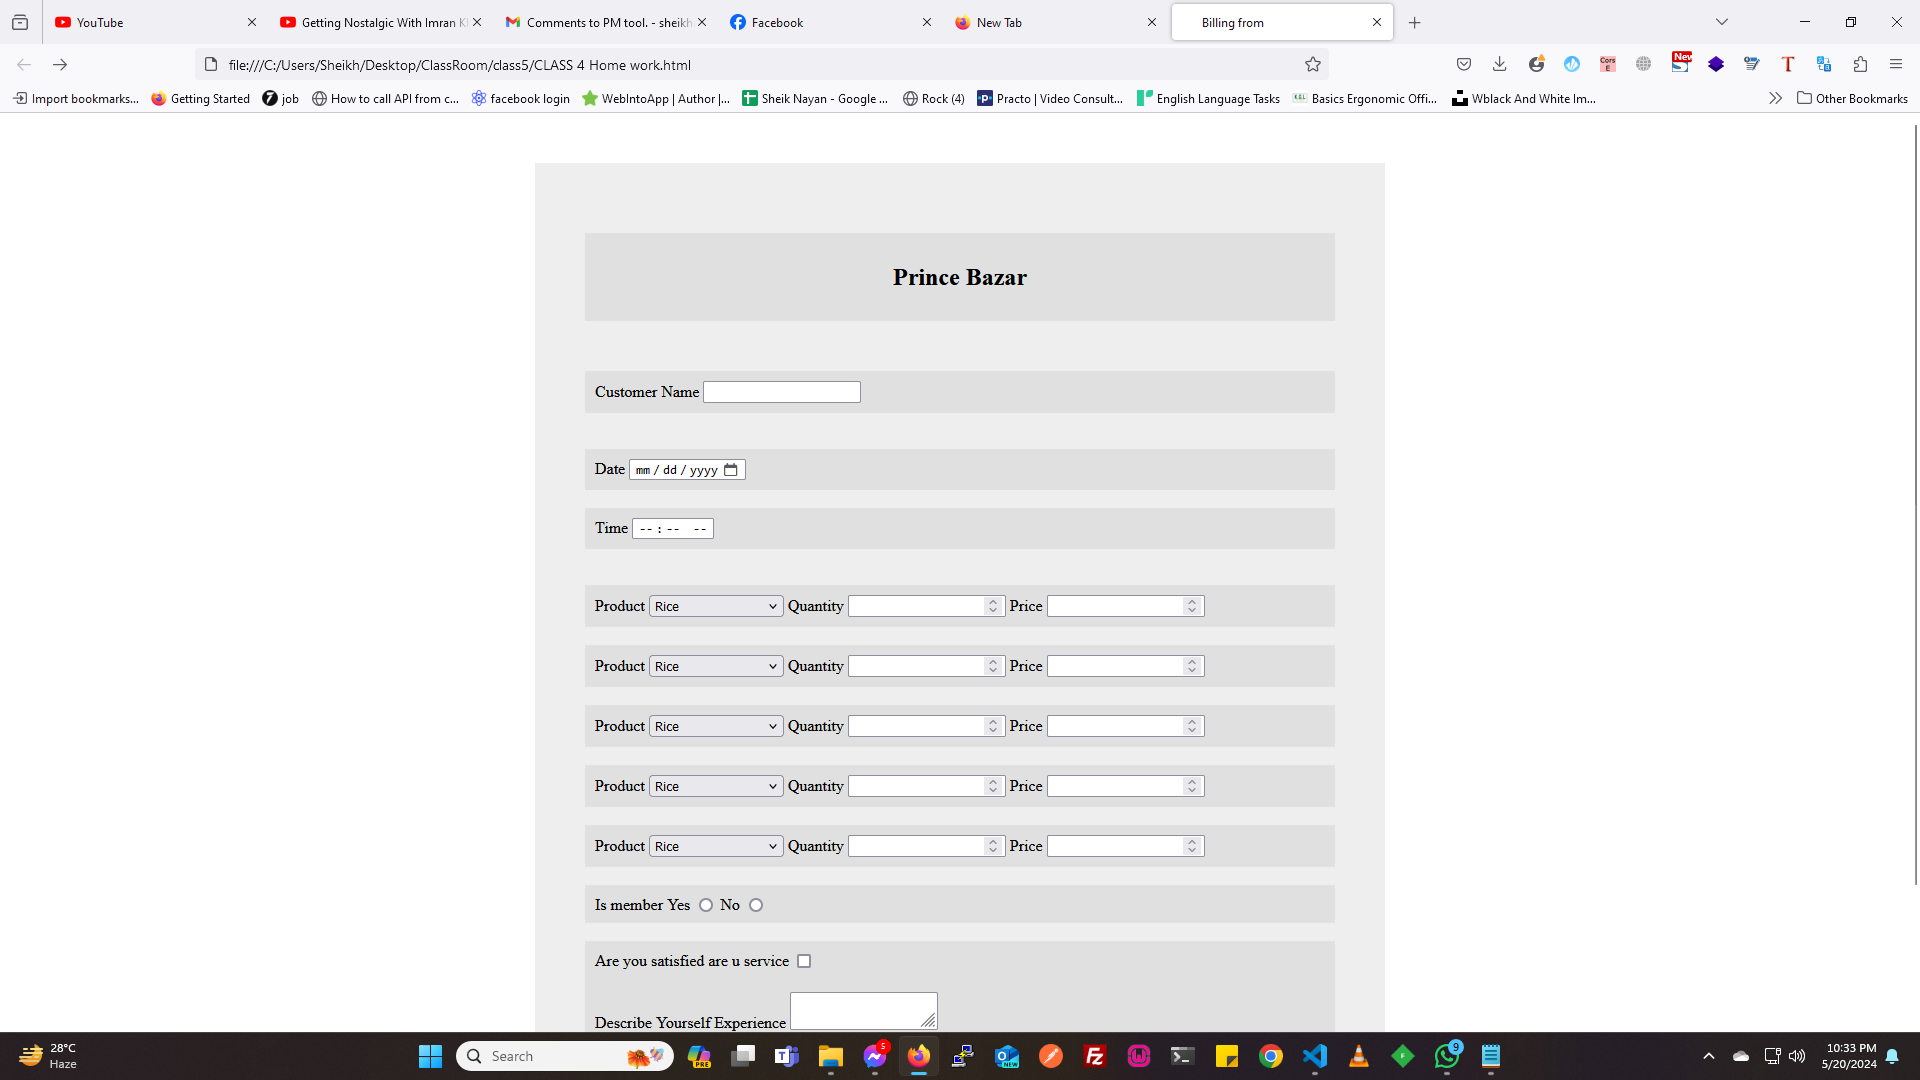 YouTube
Getting Nostalgic With Imran K
Comments to PM tool. - sheikh
Facebook
New Tab
Billing from
file:///C:/Users/Sheikh/Desktop/ClassRoom/class5/CLASS 4 Home work.html
Import bookmarks...
Getting Started
job
How to call API from c...
facebook login
WebIntoApp | Author |...
Sheik Nayan - Google ...
Rock (4)
Practo | Video Consult...
English Language Tasks
Basics Ergonomic Offi...
Wblack And White Im...
Other Bookmarks
Prince Bazar
Customer Name
Date mm / dd / yyyy
Time -- : -- --
Product Rice Quantity Price
Product Rice Quantity Price
Product Rice Quantity Price
Product Rice Quantity Price
Product Rice Quantity Price
Is member Yes No
Are you satisfied are u service
Describe Yourself Experience
28°C
Haze
Search
PRE
5
9
10:33 PM
5/20/2024